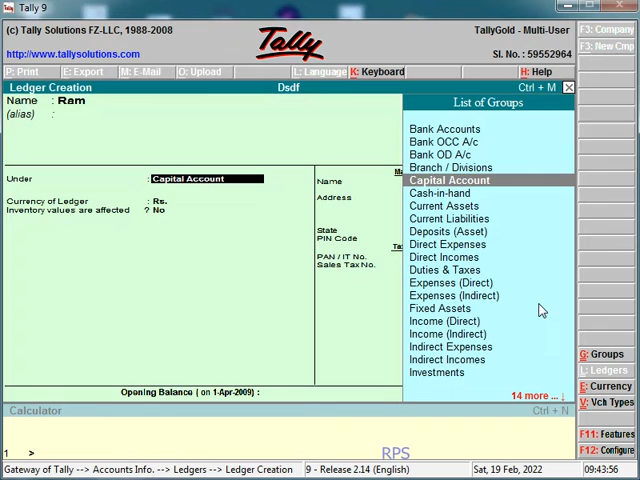 Tally 9
(c) Tally Solutions FZ-LLC, 1988-2008
TallyGold - Multi-User
http://www.tallysolutions.com
Tally
Sl. No. : 59552964
P: Print E: Export M: E-Mail O: Upload L: Language K: Keyboard H: Help
F3: Company
F3: New Cmp
Ledger Creation Dsdf Ctrl + M
Name : Ram
(alias) :
Under : Capital Account
Currency of Ledger : Rs.
Inventory values are affected ? No
Name
Address
State
PIN Code
PAN / IT No.
Sales Tax No.
Opening Balance ( on 1-Apr-2009) :
List of Groups
Bank Accounts
Bank OCC A/c
Bank OD A/c
Branch / Divisions
Capital Account
Cash-in-hand
Current Assets
Current Liabilities
Deposits (Asset)
Direct Expenses
Direct Incomes
Duties & Taxes
Expenses (Direct)
Expenses (Indirect)
Fixed Assets
Income (Direct)
Income (Indirect)
Indirect Expenses
Indirect Incomes
Investments
14 more ... ↓
G: Groups
L: Ledgers
E: Currency
V: Vch Types
F11: Features
F12: Configure
Calculator Ctrl + N
1 >
RPS
Gateway of Tally --> Accounts Info. --> Ledgers --> Ledger Creation 9 - Release 2.14 (English) Sat, 19 Feb, 2022 09:43:56